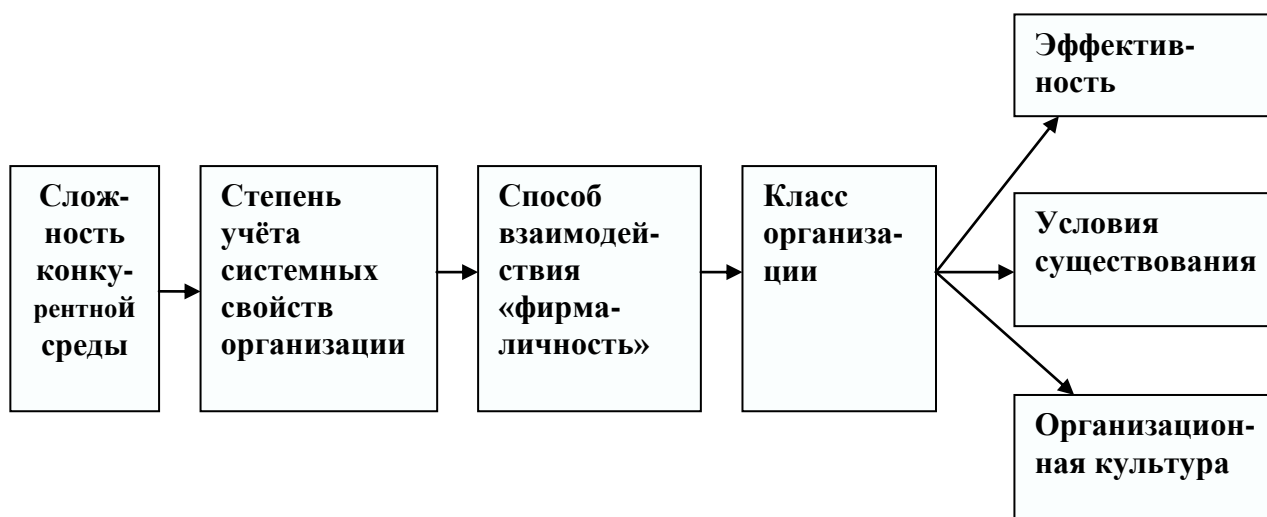 Эффектив-
ность
Слож-
ность
конку-
рентной
среды
Степень
учёта
системных
свойств
организации
Способ
взаимодей-
ствия
«фирма-
личность»
Класс
организа-
ции
Условия
существования
Организацион-
ная культура